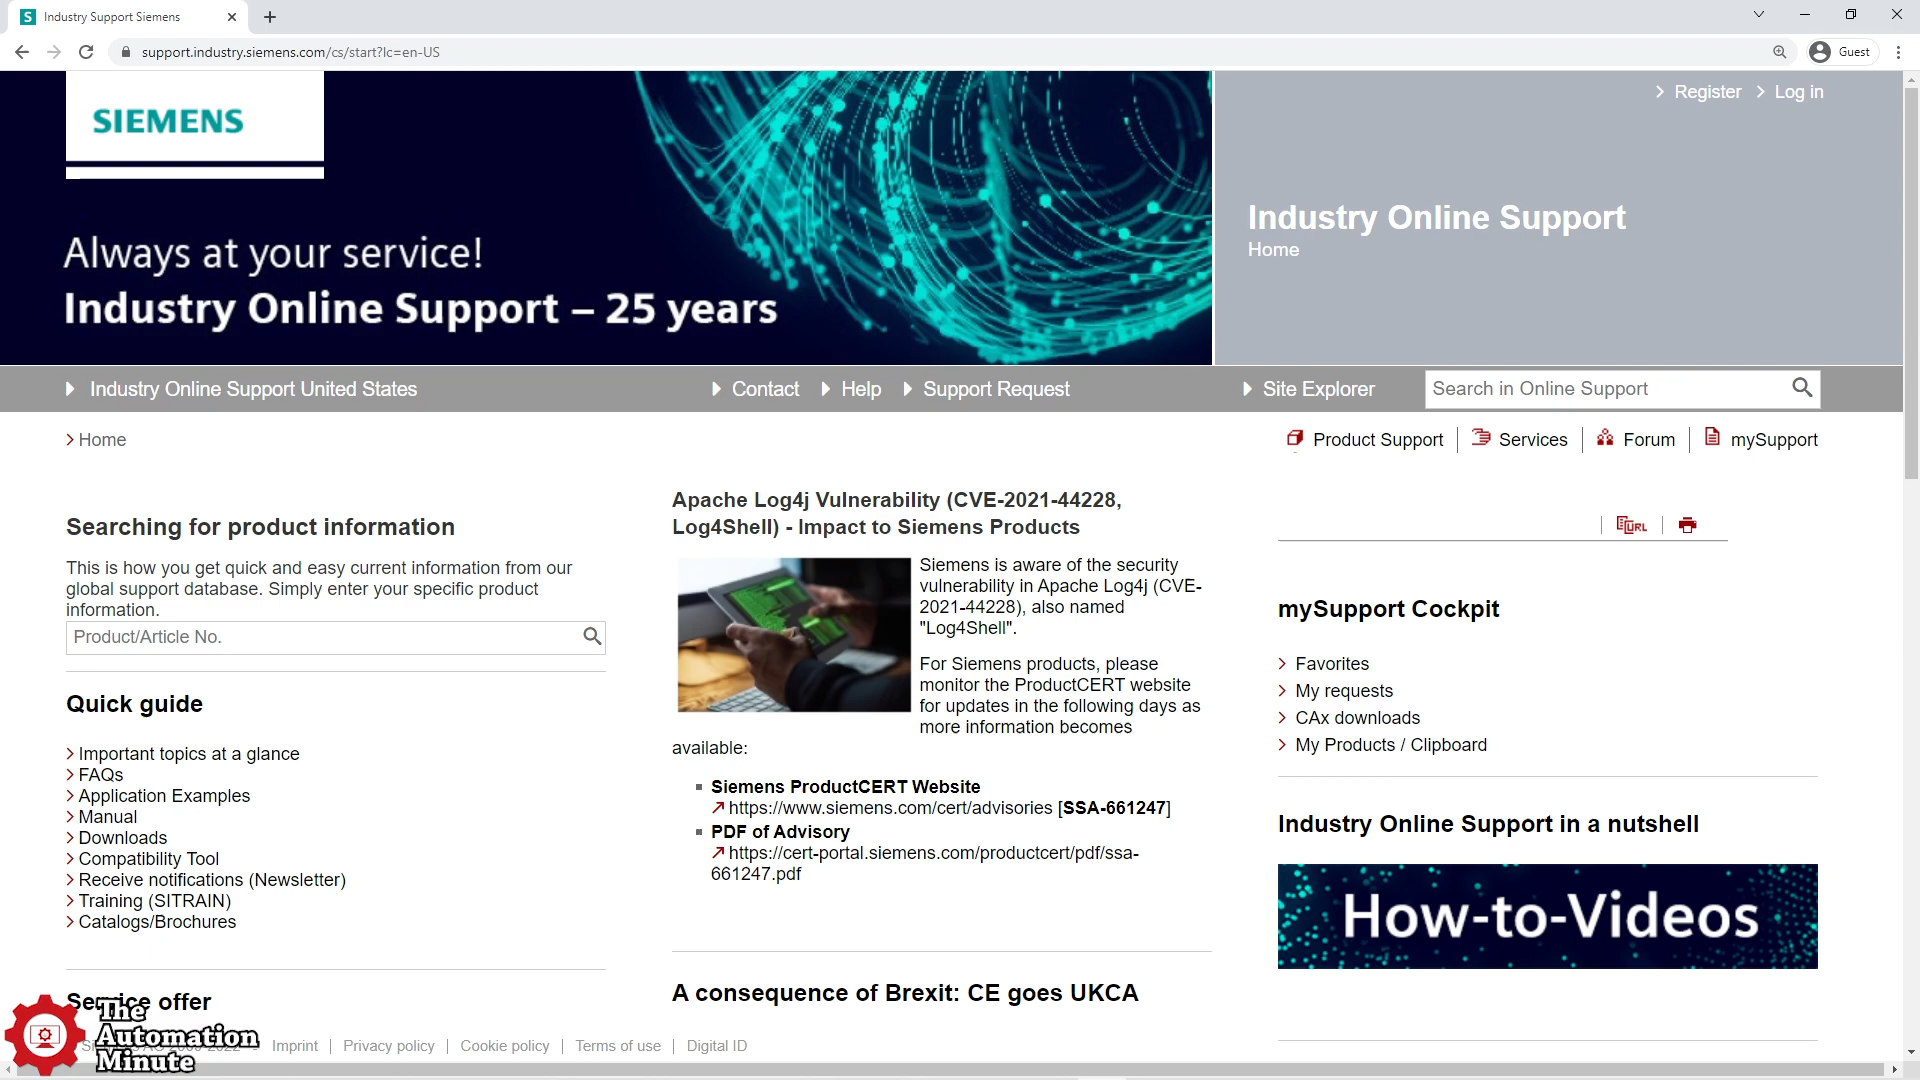 Industry Support Siemens
support.industry.siemens.com/cs/start?lc=en-US
Guest
SIEMENS
Register
Log in
Always at your service!
Industry Online Support – 25 years
Industry Online Support
Home
Industry Online Support United States
Contact
Help
Support Request
Site Explorer
Search in Online Support
Home
Product Support
Services
Forum
mySupport
Searching for product information
This is how you get quick and easy current information from our
global support database. Simply enter your specific product
information.
Product/Article No.
Quick guide
Important topics at a glance
FAQs
Application Examples
Manual
Downloads
Compatibility Tool
Receive notifications (Newsletter)
Training (SITRAIN)
Catalogs/Brochures
Service offer
Apache Log4j Vulnerability (CVE-2021-44228,
Log4Shell) - Impact to Siemens Products
Siemens is aware of the security
vulnerability in Apache Log4j (CVE-
2021-44228), also named
"Log4Shell".
For Siemens products, please
monitor the ProductCERT website
for updates in the following days as
more information becomes
available:
Siemens ProductCERT Website
https://www.siemens.com/cert/advisories [SSA-661247]
PDF of Advisory
https://cert-portal.siemens.com/productcert/pdf/ssa-
661247.pdf
A consequence of Brexit: CE goes UKCA
URL
mySupport Cockpit
Favorites
My requests
CAx downloads
My Products / Clipboard
Industry Online Support in a nutshell
How-to-Videos
The
Automation
Minute
Imprint | Privacy policy | Cookie policy | Terms of use | Digital ID